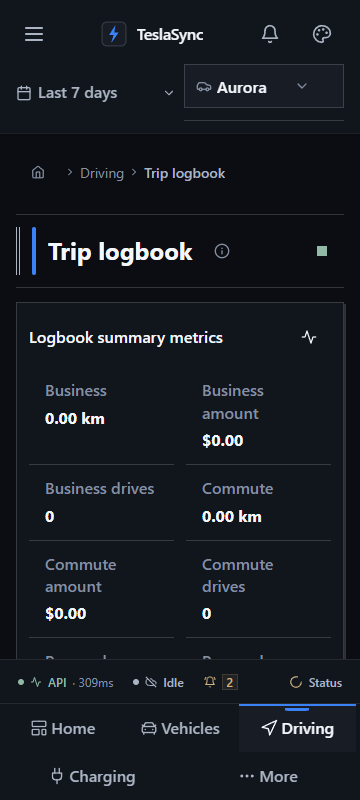 TeslaSync
Last 7 days
Aurora
Driving
Trip logbook
Trip logbook
Logbook summary metrics
Business
0.00 km
Business
amount
$0.00
Business drives
0
Commute
0.00 km
Commute
amount
$0.00
Commute
drives
0
API · 309ms
Idle
2
Status
Home
Vehicles
Driving
Charging
More